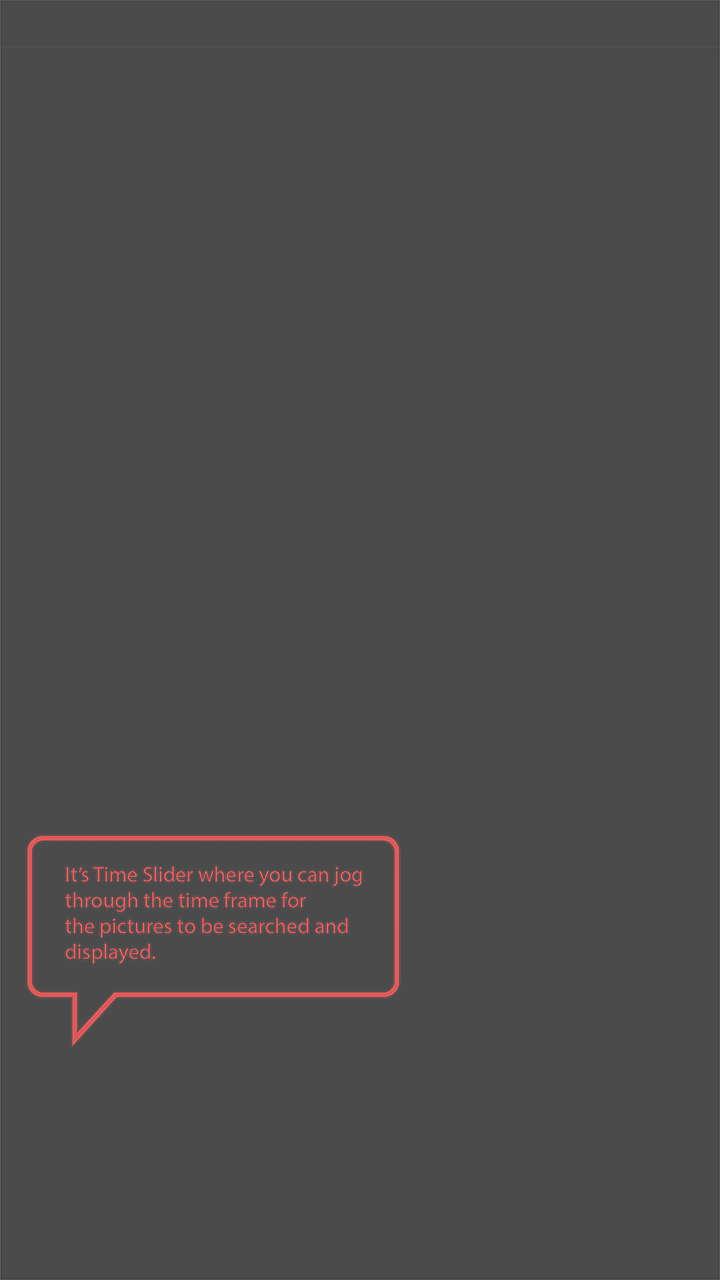 It’s Time Slider where you can jog
through the time frame for
the pictures to be searched and
displayed.